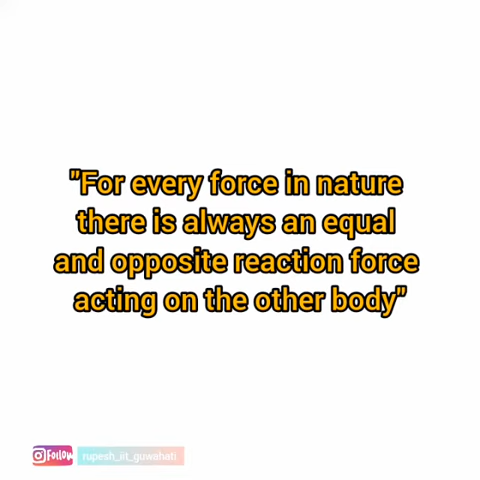 "For every force in nature
there is always an equal
and opposite reaction force
acting on the other body"
Follow rupesh_iit_guwahati